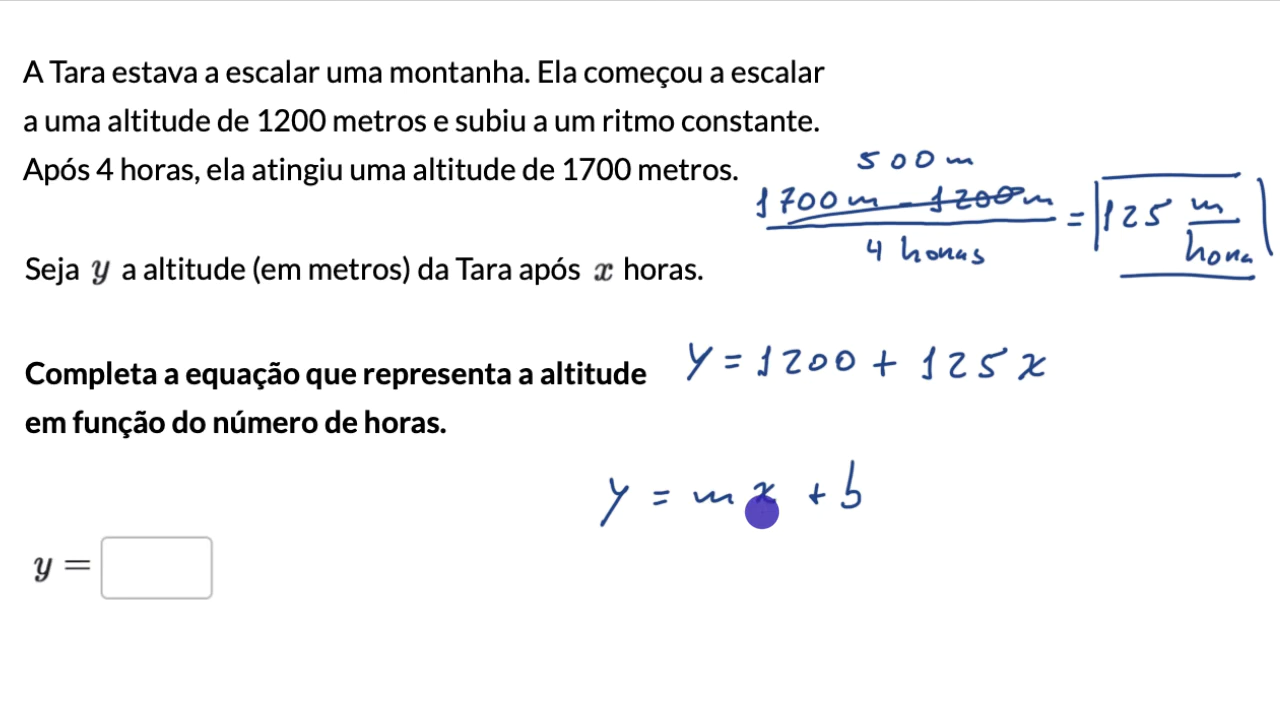 A Tara estava a escalar uma montanha. Ela começou a escalar
a uma altitude de 1200 metros e subiu a um ritmo constante.
Após 4 horas, ela atingiu uma altitude de 1700 metros.
500 m
1700 m - 1200 m
4 horas
= 125 m
hora
Seja y a altitude (em metros) da Tara após x horas.
Completa a equação que representa a altitude
em função do número de horas.
y = 1200 + 125 x
y = m x + b
y =